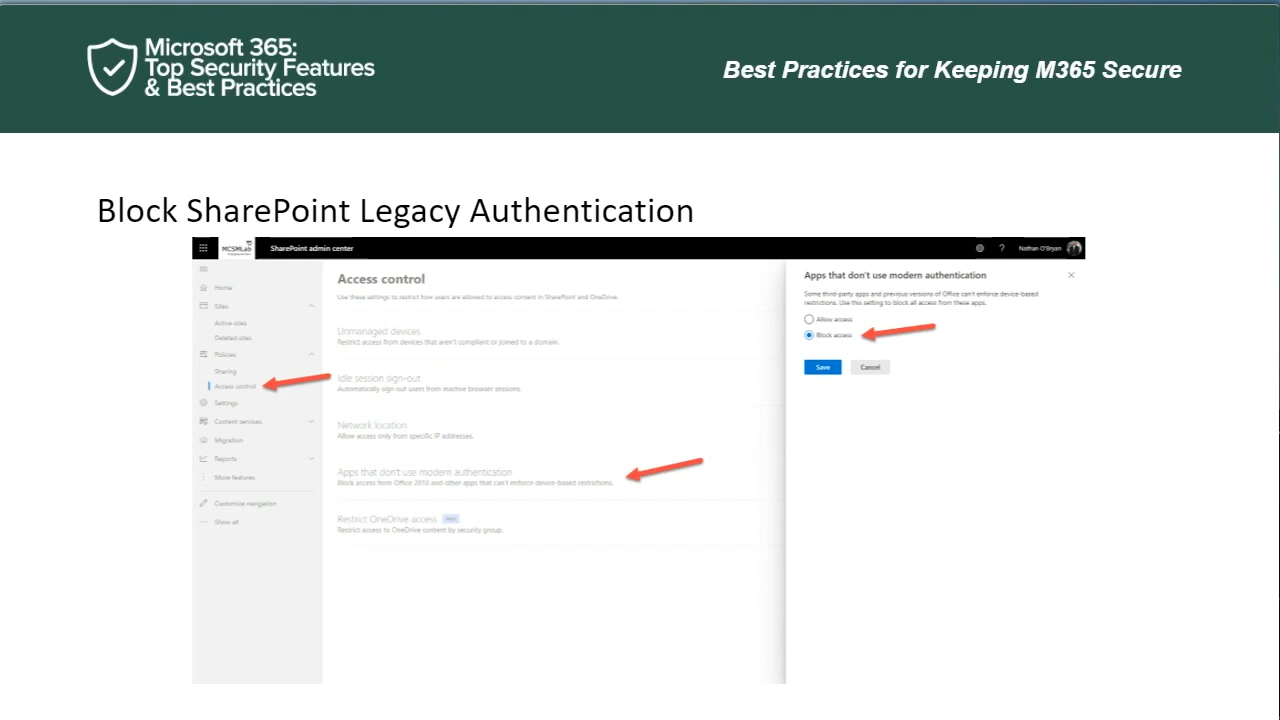 Microsoft 365:
Top Security Features
& Best Practices
Best Practices for Keeping M365 Secure
Block SharePoint Legacy Authentication
MCSMLab
SharePoint admin center
? Nathan O'Bryan
Home
Sites
Active sites
Deleted sites
Policies
Sharing
Access control
Settings
Content services
Migration
Reports
More features
Customize navigation
Show all
Access control
Use these settings to restrict how users are allowed to access content in SharePoint and OneDrive.
Unmanaged devices
Restrict access from devices that aren't compliant or joined to a domain.
Idle session sign-out
Automatically sign out users from inactive browser sessions.
Network location
Allow access only from specific IP addresses.
Apps that don't use modern authentication
Block access from Office 2010 and other apps that can't enforce device-based restrictions.
Restrict OneDrive access
Restrict access to OneDrive content by security group.
Apps that don't use modern authentication
Some third-party apps and previous versions of Office can't enforce device-based
restrictions. Use this setting to block all access from these apps.
Allow access
Block access
Save Cancel